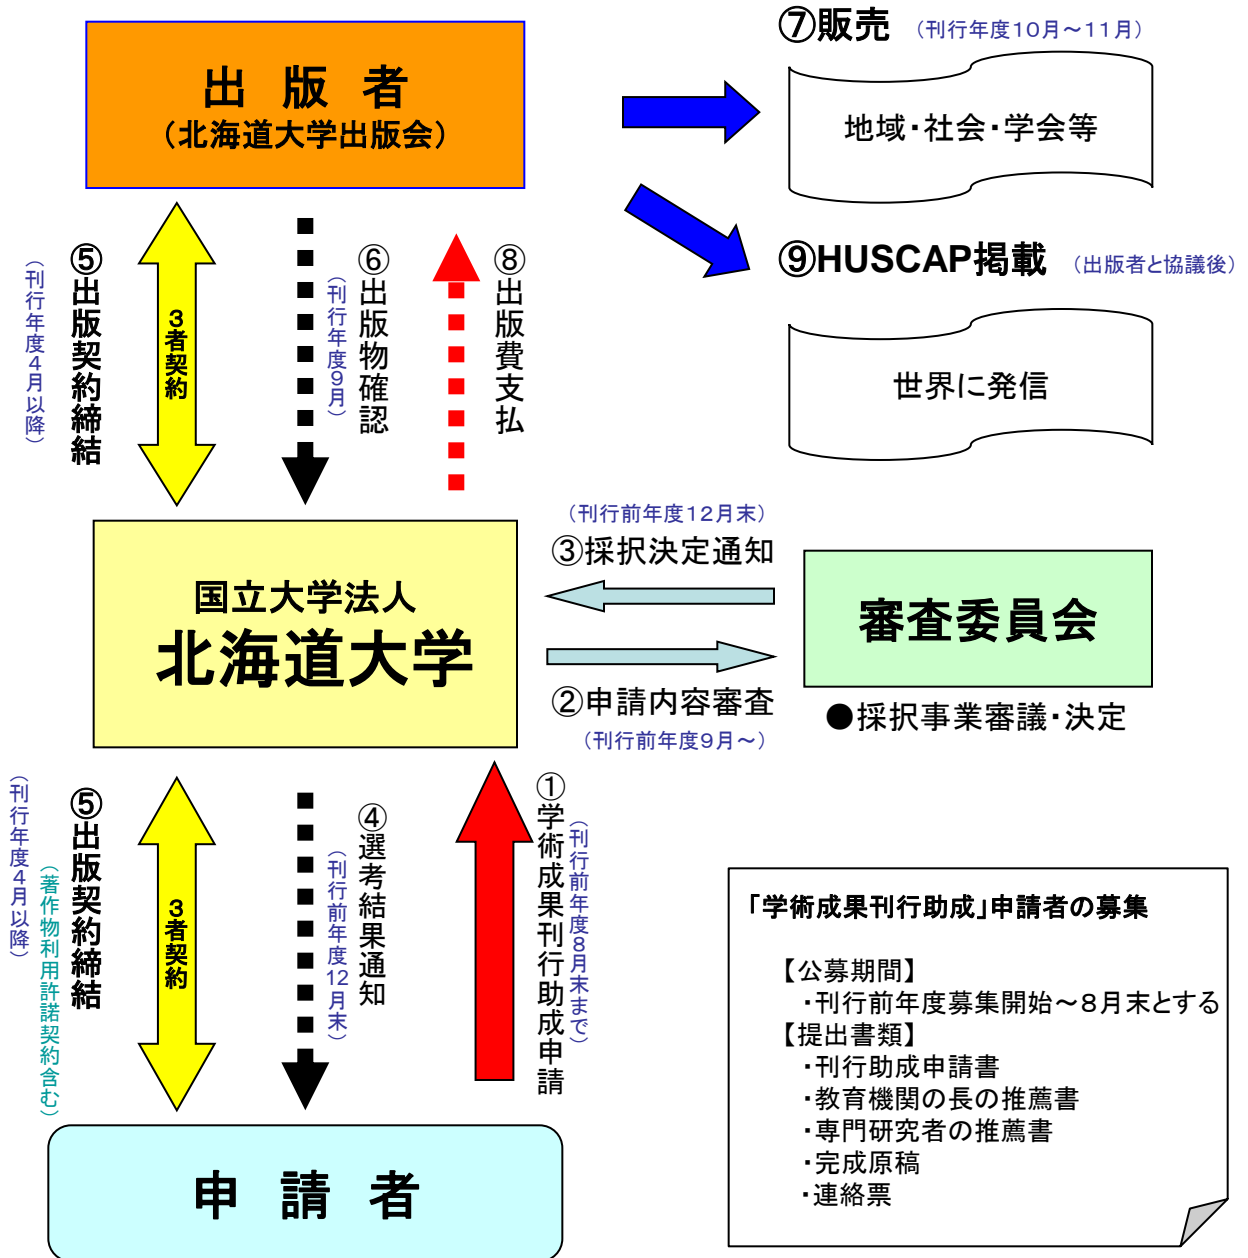 出版者
（北海道大学出版会）
⑦販売 （刊行年度10月～11月）
地域・社会・学会等
⑨HUSCAP掲載 （出版者と協議後）
世界に発信
⑤出版契約締結
（刊行年度4月以降）
3者契約
⑥出版物確認
（刊行年度9月）
⑧出版費支払
国立大学法人
北海道大学
（刊行前年度12月末）
③採択決定通知
②申請内容審査
（刊行前年度9月～）
審査委員会
●採択事業審議・決定
⑤出版契約締結
（刊行年度4月以降）
（著作物利用許諾契約含む）
3者契約
④選考結果通知
（刊行前年度12月末）
①学術成果刊行助成申請
（刊行前年度8月末まで）
申請者
「学術成果刊行助成」申請者の募集
【公募期間】
・刊行前年度募集開始～8月末とする
【提出書類】
・刊行助成申請書
・教育機関の長の推薦書
・専門研究者の推薦書
・完成原稿
・連絡票